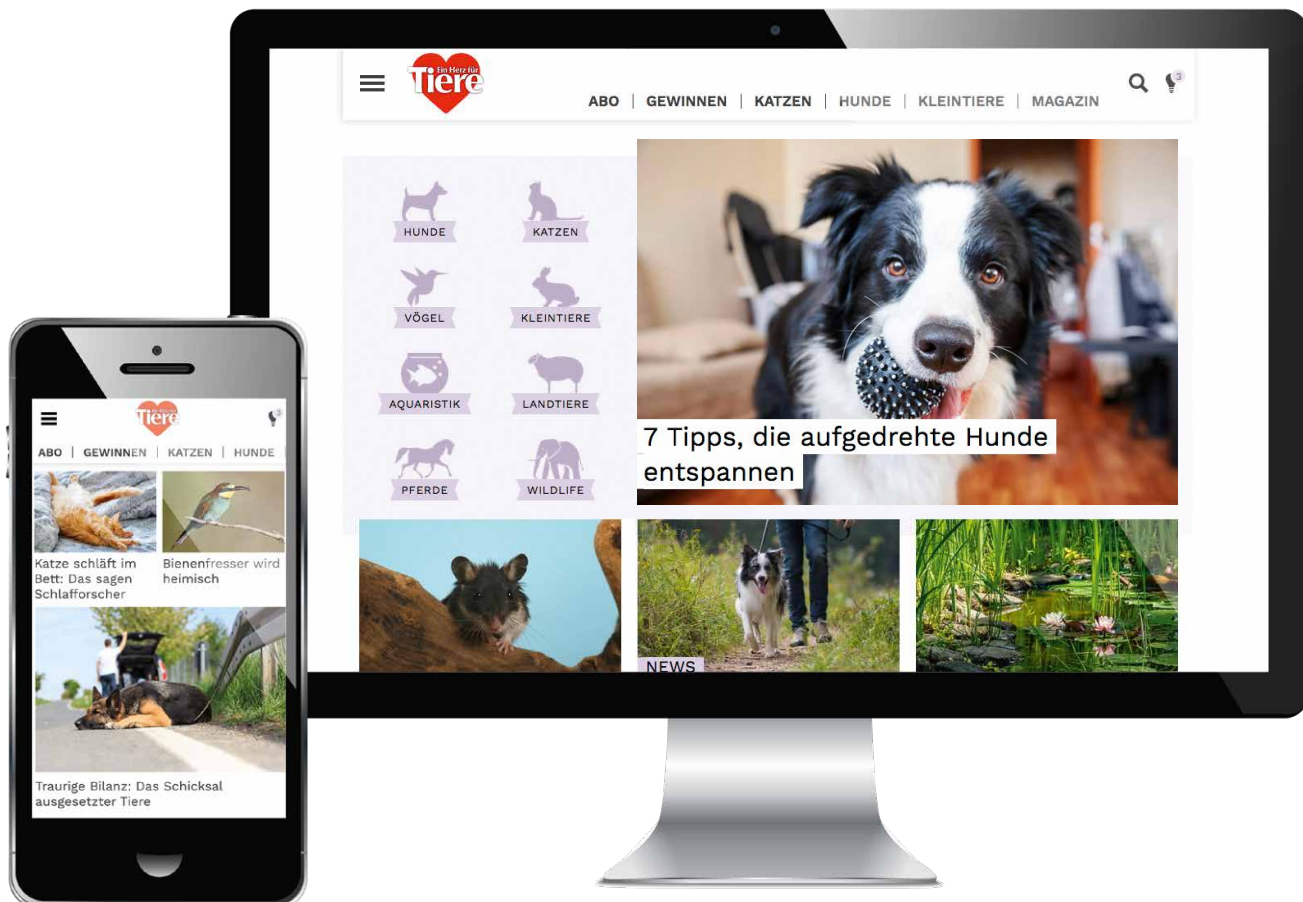 Ein Herz für
Tiere
ABO | GEWINNEN | KATZEN | HUNDE | KLEINTIERE | MAGAZIN
3
HUNDE
KATZEN
VÖGEL
KLEINTIERE
AQUARISTIK
LANDTIERE
PFERDE
WILDLIFE
7 Tipps, die aufgedrehte Hunde
entspannen
NEWS
Ein Herz für
Tiere
3
ABO | GEWINNEN | KATZEN | HUNDE |
Katze schläft im
Bett: Das sagen
Schlafforscher
Bienenfresser wird
heimisch
Traurige Bilanz: Das Schicksal
ausgesetzter Tiere